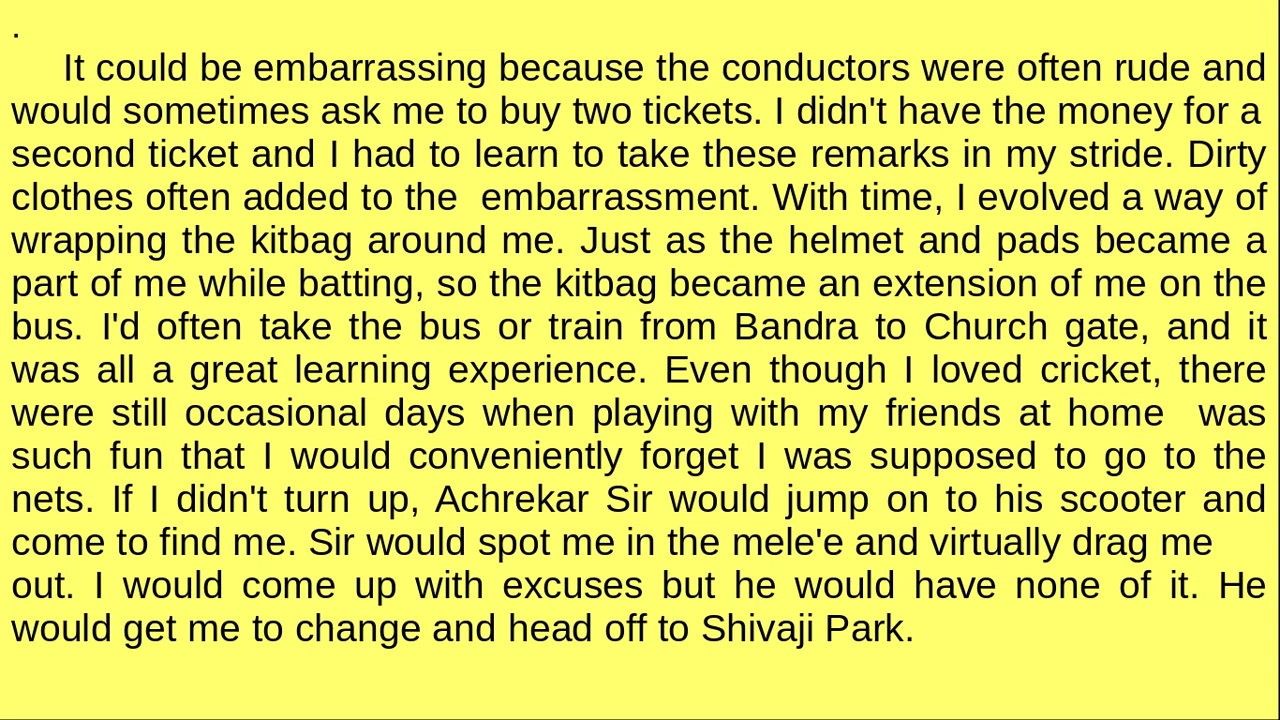 .
It could be embarrassing because the conductors were often rude and
would sometimes ask me to buy two tickets. I didn't have the money for a
second ticket and I had to learn to take these remarks in my stride. Dirty
clothes often added to the  embarrassment. With time, I evolved a way of
wrapping the kitbag around me. Just as the helmet and pads became a
part of me while batting, so the kitbag became an extension of me on the
bus. I'd often take the bus or train from Bandra to Church gate, and it
was all a great learning experience. Even though I loved cricket, there
were still occasional days when playing with my friends at home  was
such fun that I would conveniently forget I was supposed to go to the
nets. If I didn't turn up, Achrekar Sir would jump on to his scooter and
come to find me. Sir would spot me in the mele'e and virtually drag me
out. I would come up with excuses but he would have none of it. He
would get me to change and head off to Shivaji Park.